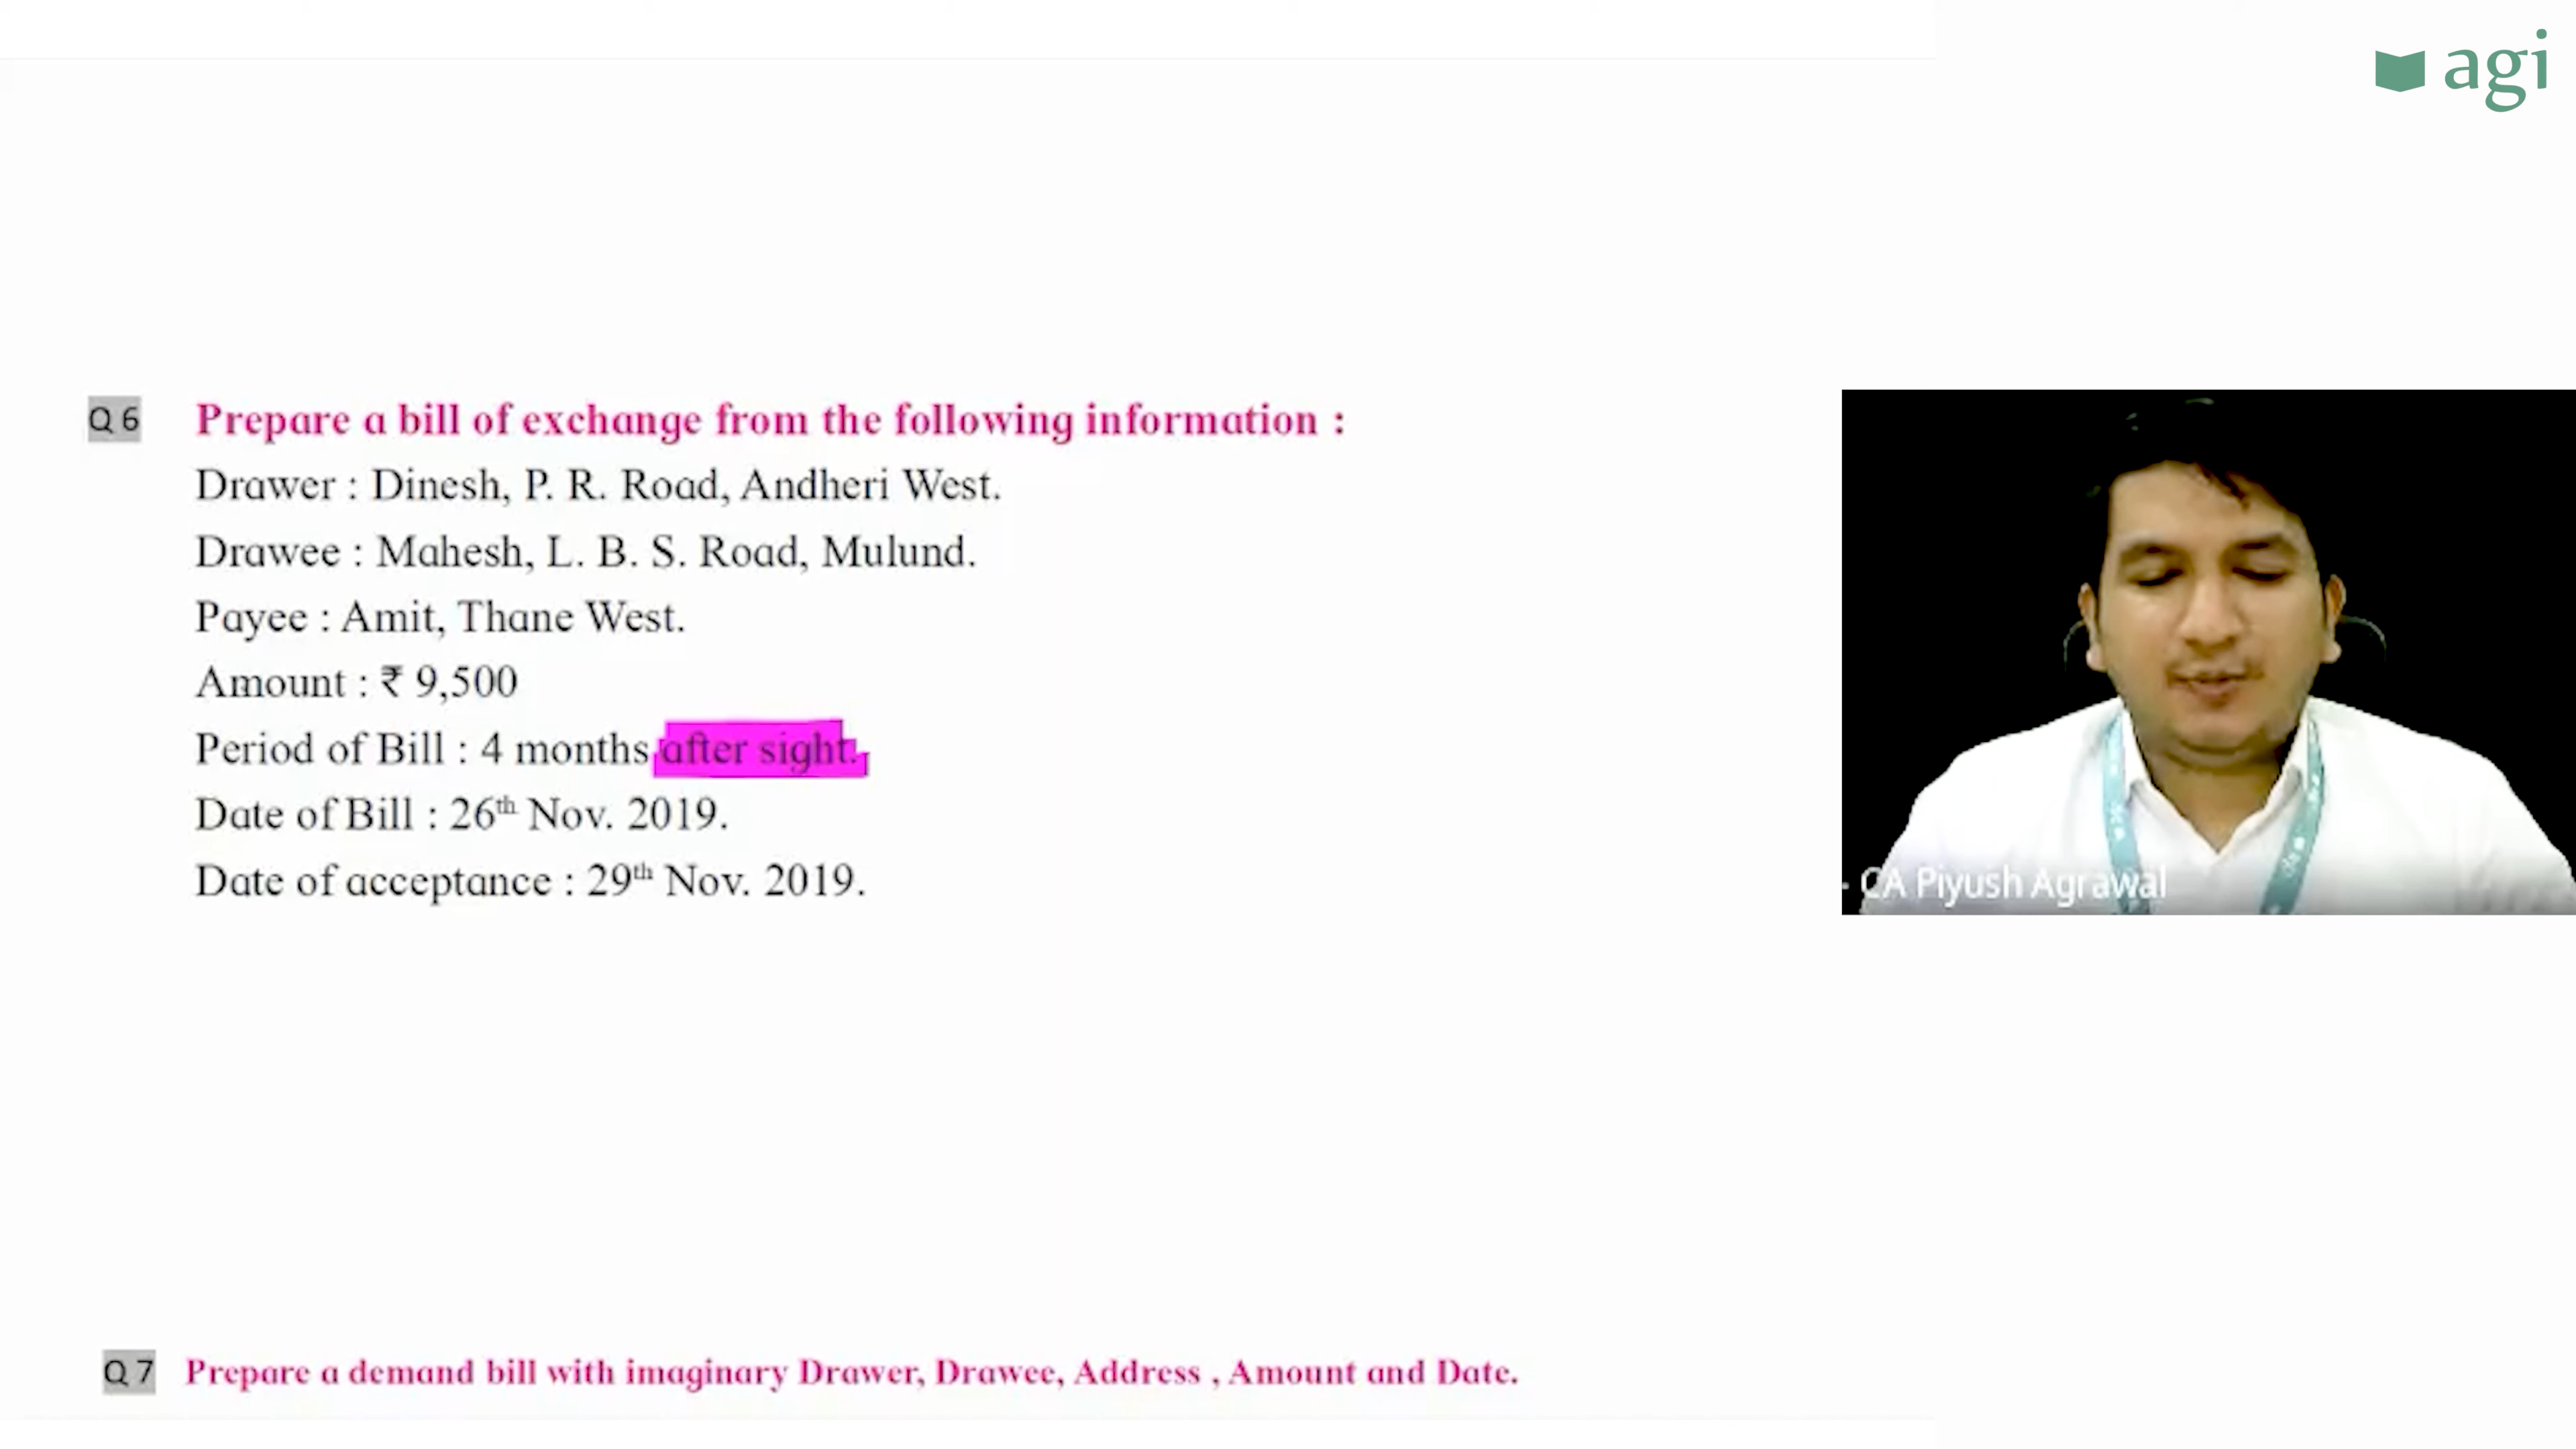 agi
Q 6 Prepare a bill of exchange from the following information :
Drawer : Dinesh, P. R. Road, Andheri West.
Drawee : Mahesh, L. B. S. Road, Mulund.
Payee : Amit, Thane West.
Amount : ₹ 9,500
Period of Bill : 4 months after sight.
Date of Bill : 26th Nov. 2019.
Date of acceptance : 29th Nov. 2019.
CA Piyush Agrawal
Q 7 Prepare a demand bill with imaginary Drawer, Drawee, Address , Amount and Date.